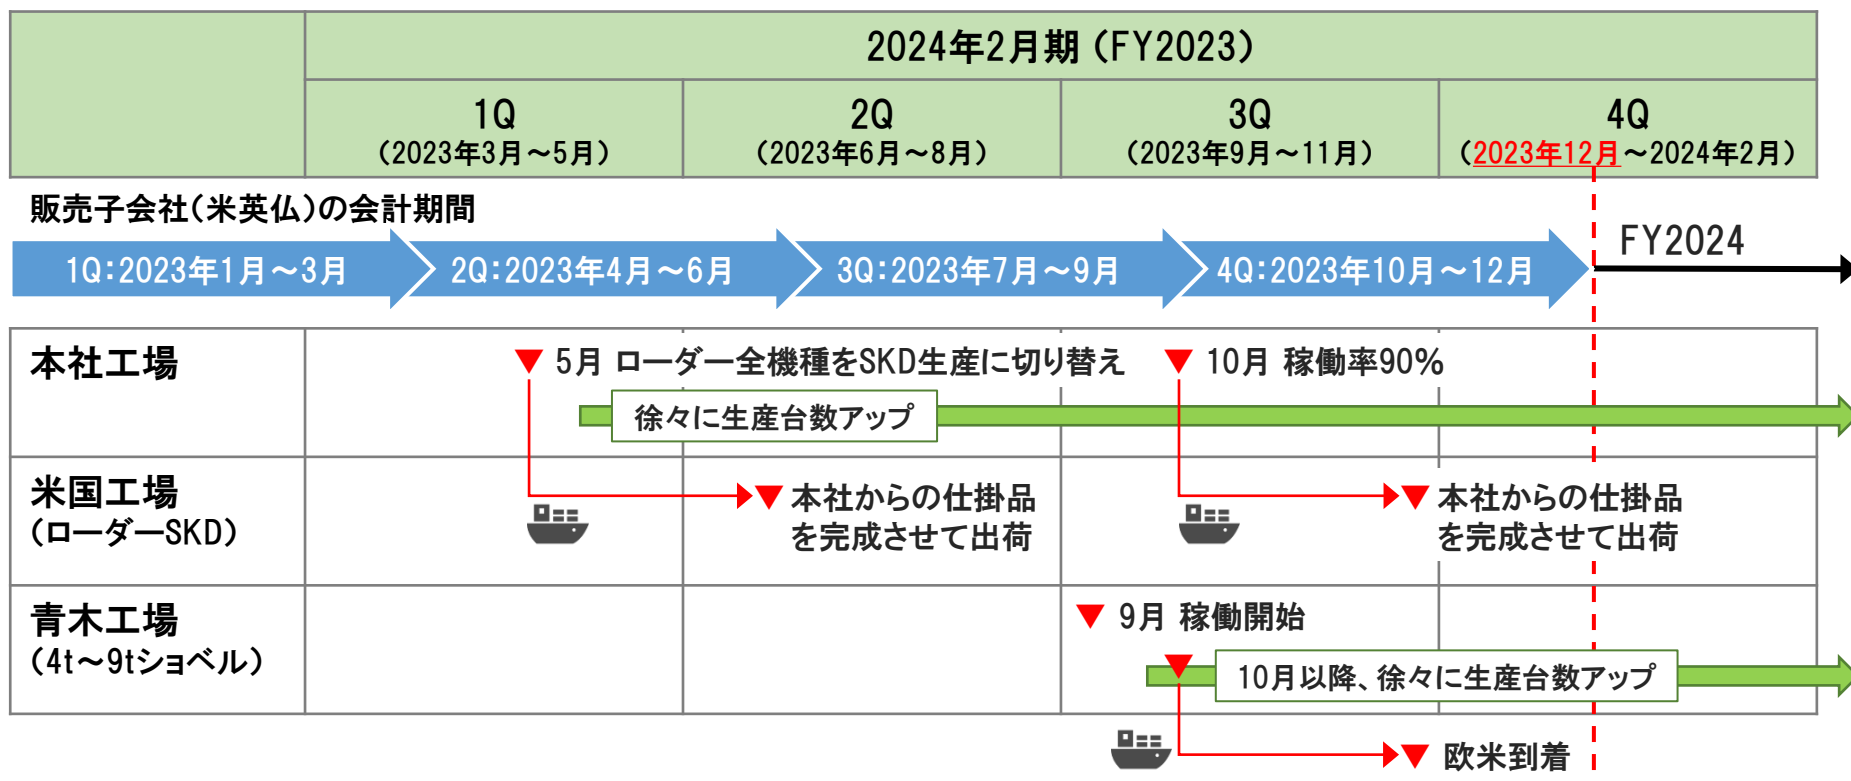 2024年2月期（FY2023）
1Q
（2023年3月～5月）
2Q
（2023年6月～8月）
3Q
（2023年9月～11月）
4Q
（2023年12月～2024年2月）
販売子会社（米英仏）の会計期間
1Q：2023年1月～3月
2Q：2023年4月～6月
3Q：2023年7月～9月
4Q：2023年10月～12月
FY2024
本社工場
5月 ローダー全機種をSKD生産に切り替え
10月 稼働率90%
徐々に生産台数アップ
米国工場
（ローダーSKD）
本社からの仕掛品
を完成させて出荷
本社からの仕掛品
を完成させて出荷
青木工場
（4t～9tショベル）
9月 稼働開始
10月以降、徐々に生産台数アップ
欧米到着